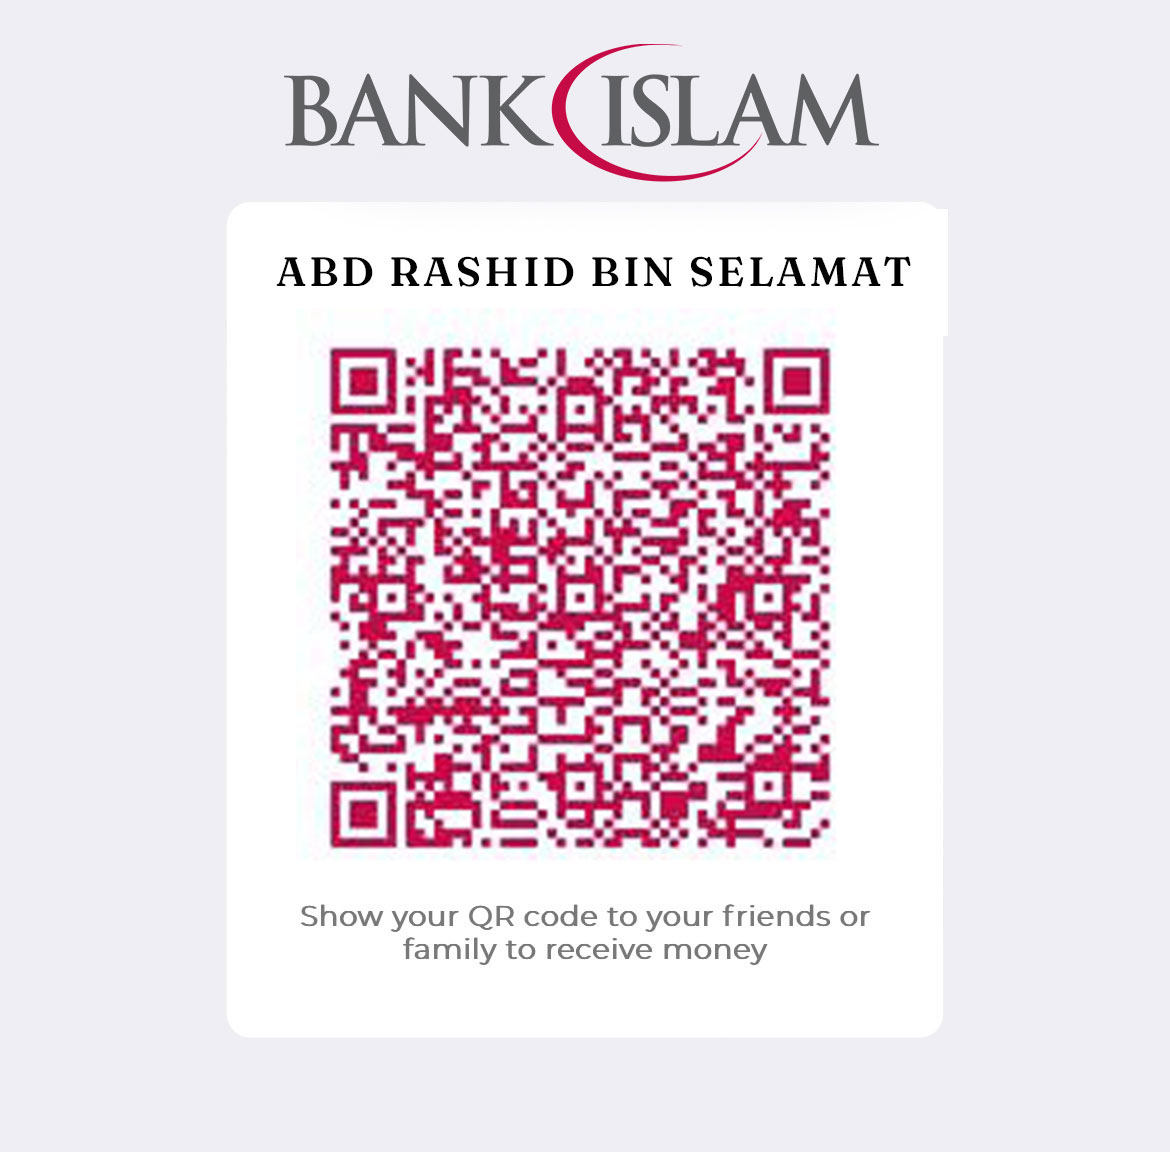 BANK ISLAM
ABD RASHID BIN SELAMAT
Show your QR code to your friends or
family to receive money